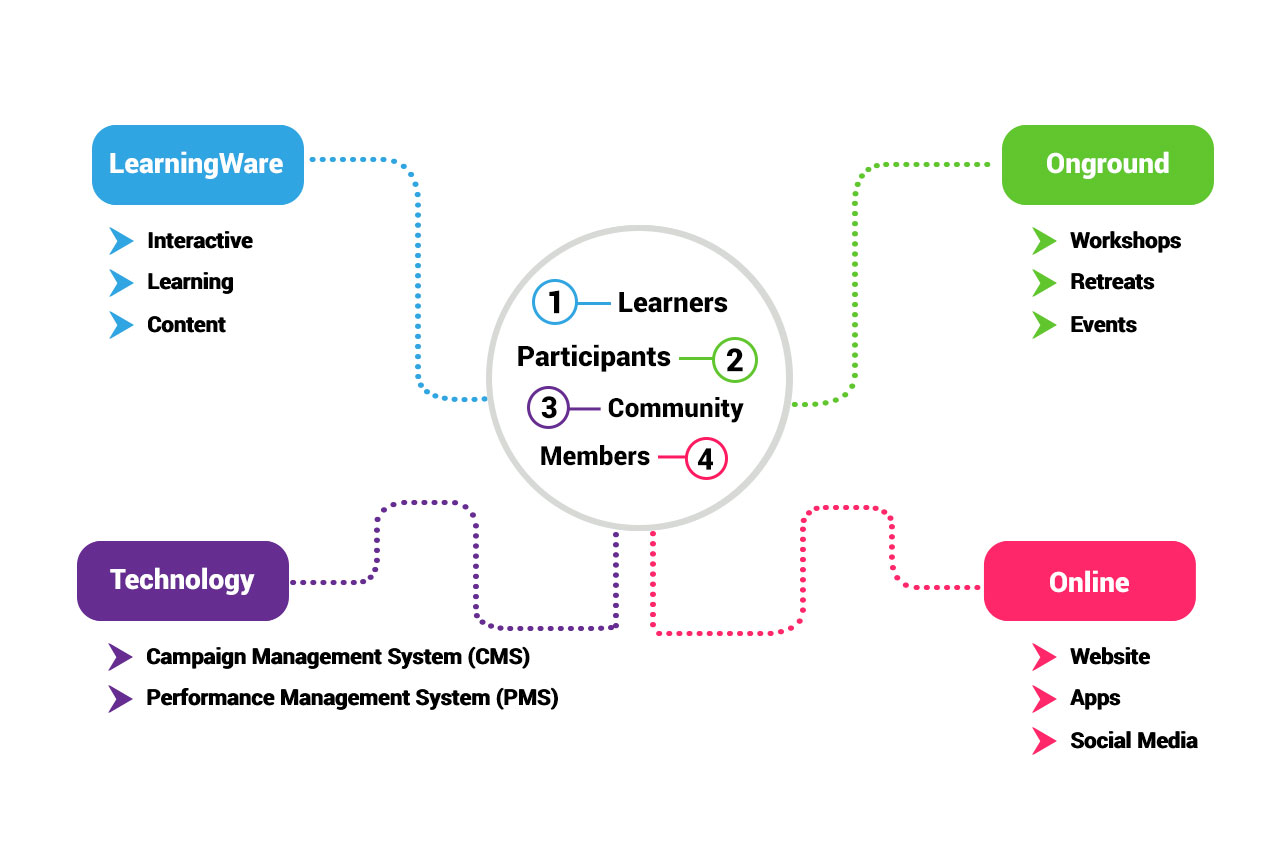 LearningWare
Interactive
Learning
Content
Onground
Workshops
Retreats
Events
1 Learners
Participants 2
3 Community
Members 4
Technology
Campaign Management System (CMS)
Performance Management System (PMS)
Online
Website
Apps
Social Media